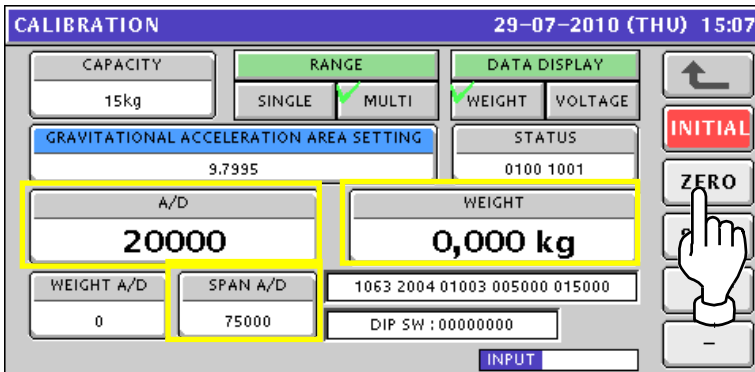 CALIBRATION 29-07-2010 (THU) 15:07
CAPACITY RANGE DATA DISPLAY
15kg SINGLE MULTI WEIGHT VOLTAGE
INITIAL
GRAVITATIONAL ACCELERATION AREA SETTING STATUS
9.7995 0100 1001
ZERO
A/D WEIGHT
20000 0,000 kg
WEIGHT A/D SPAN A/D 1063 2004 01003 005000 015000
0 75000 DIP SW : 00000000
–
INPUT